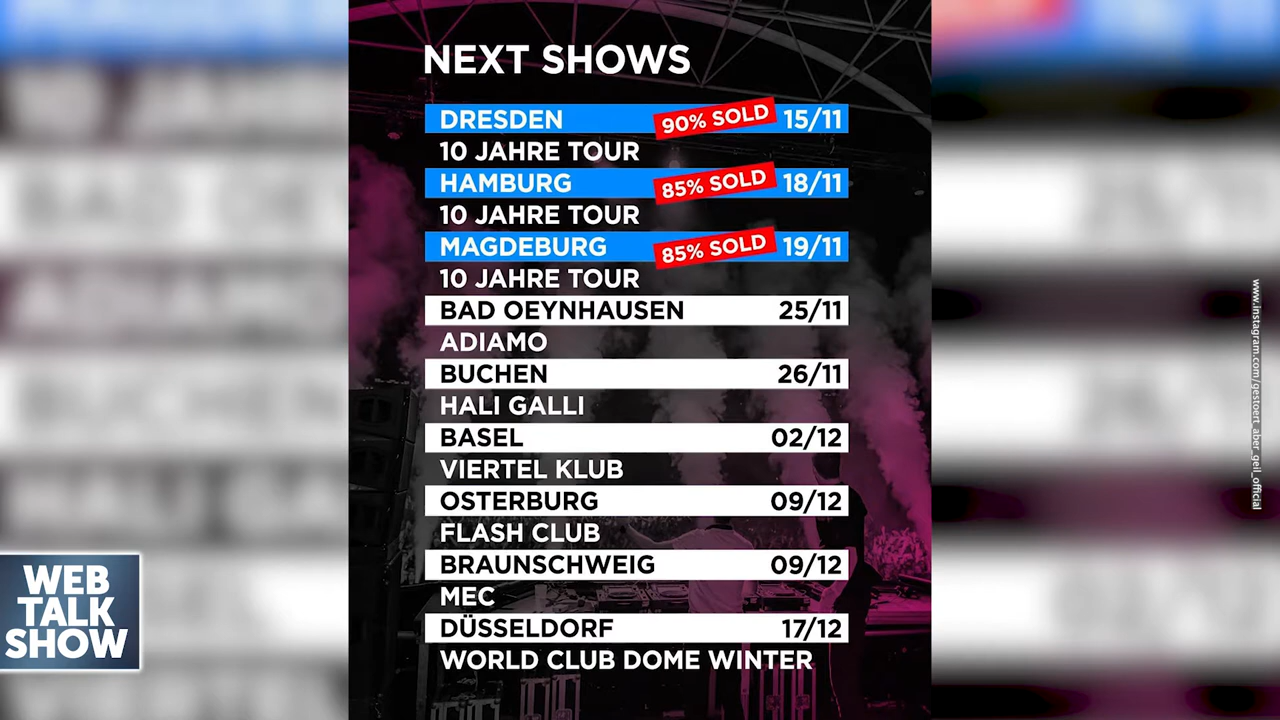 NEXT SHOWS
DRESDEN 90% SOLD 15/11
10 JAHRE TOUR
HAMBURG 85% SOLD 18/11
10 JAHRE TOUR
MAGDEBURG 85% SOLD 19/11
10 JAHRE TOUR
BAD OEYNHAUSEN 25/11
ADIAMO
BUCHEN 26/11
HALI GALLI
BASEL 02/12
VIERTEL KLUB
OSTERBURG 09/12
FLASH CLUB
BRAUNSCHWEIG 09/12
MEC
DÜSSELDORF 17/12
WORLD CLUB DOME WINTER
WEB
TALK
SHOW
www.instagram.com/gestoert_aber_geil_official